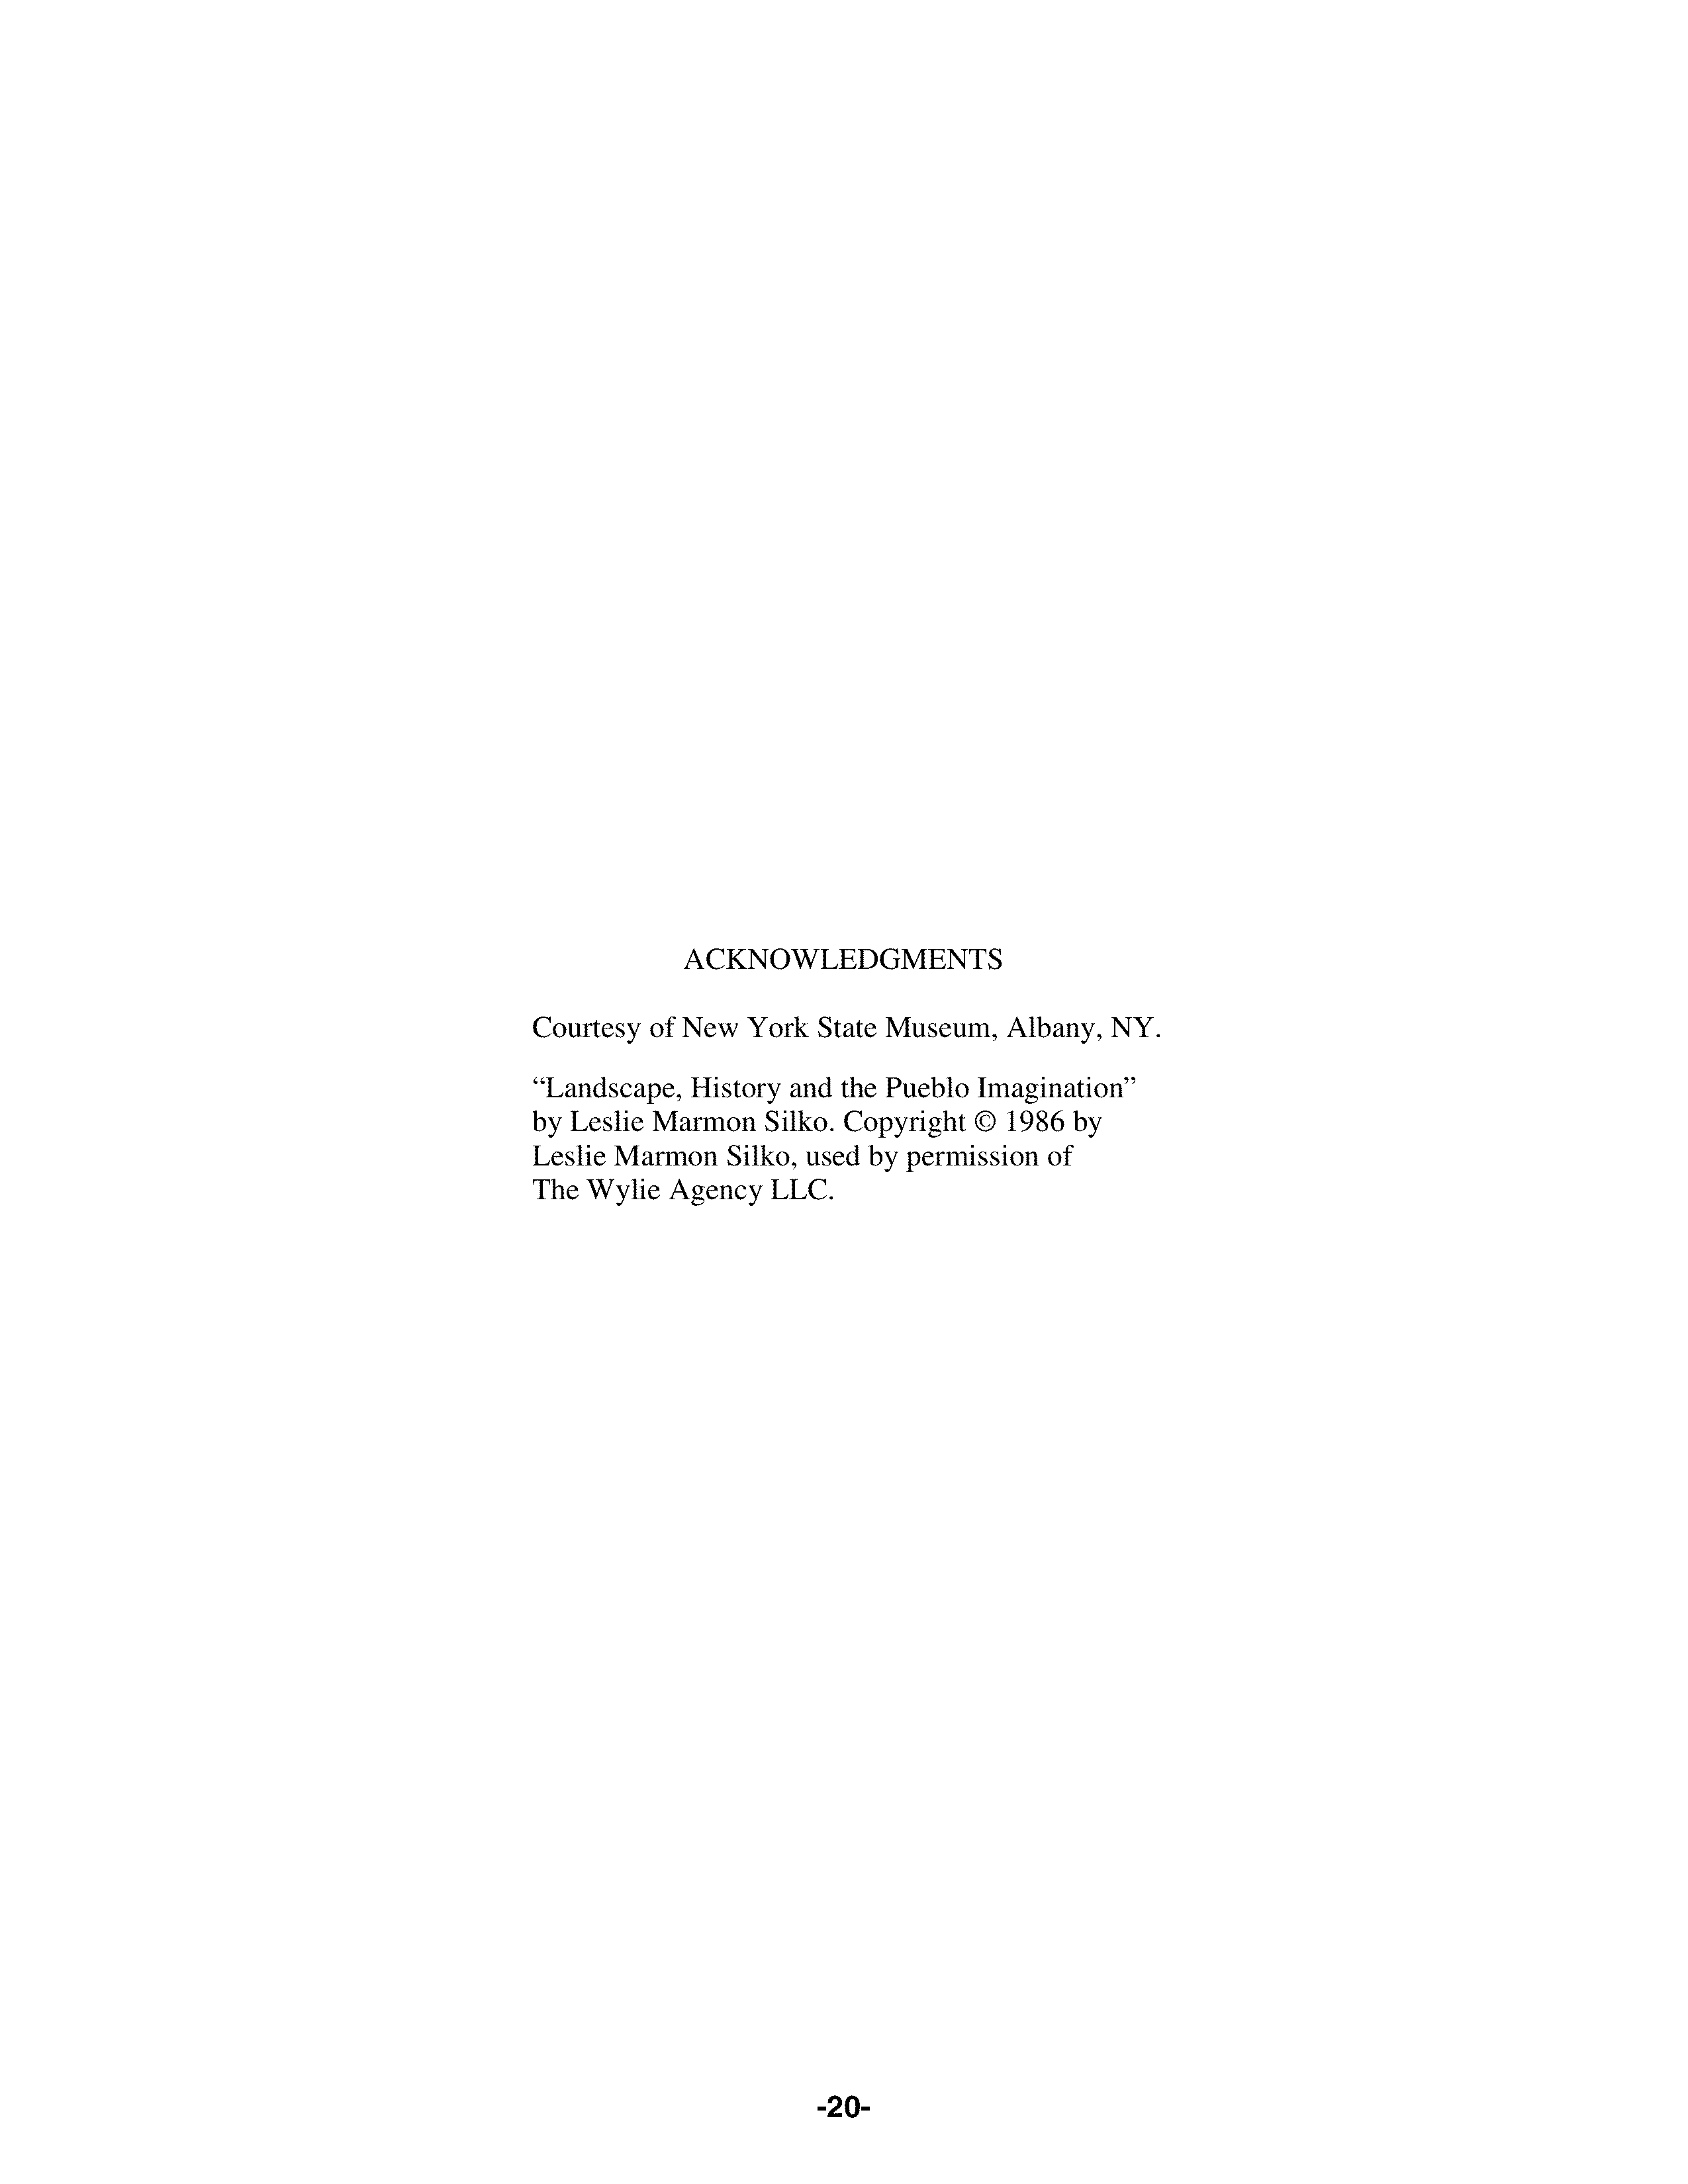 ACKNOWLEDGMENTS
Courtesy of New York State Museum, Albany, NY.
“Landscape, History and the Pueblo Imagination”
by Leslie Marmon Silko. Copyright © 1986 by
Leslie Marmon Silko, used by permission of
The Wylie Agency LLC.
-20-